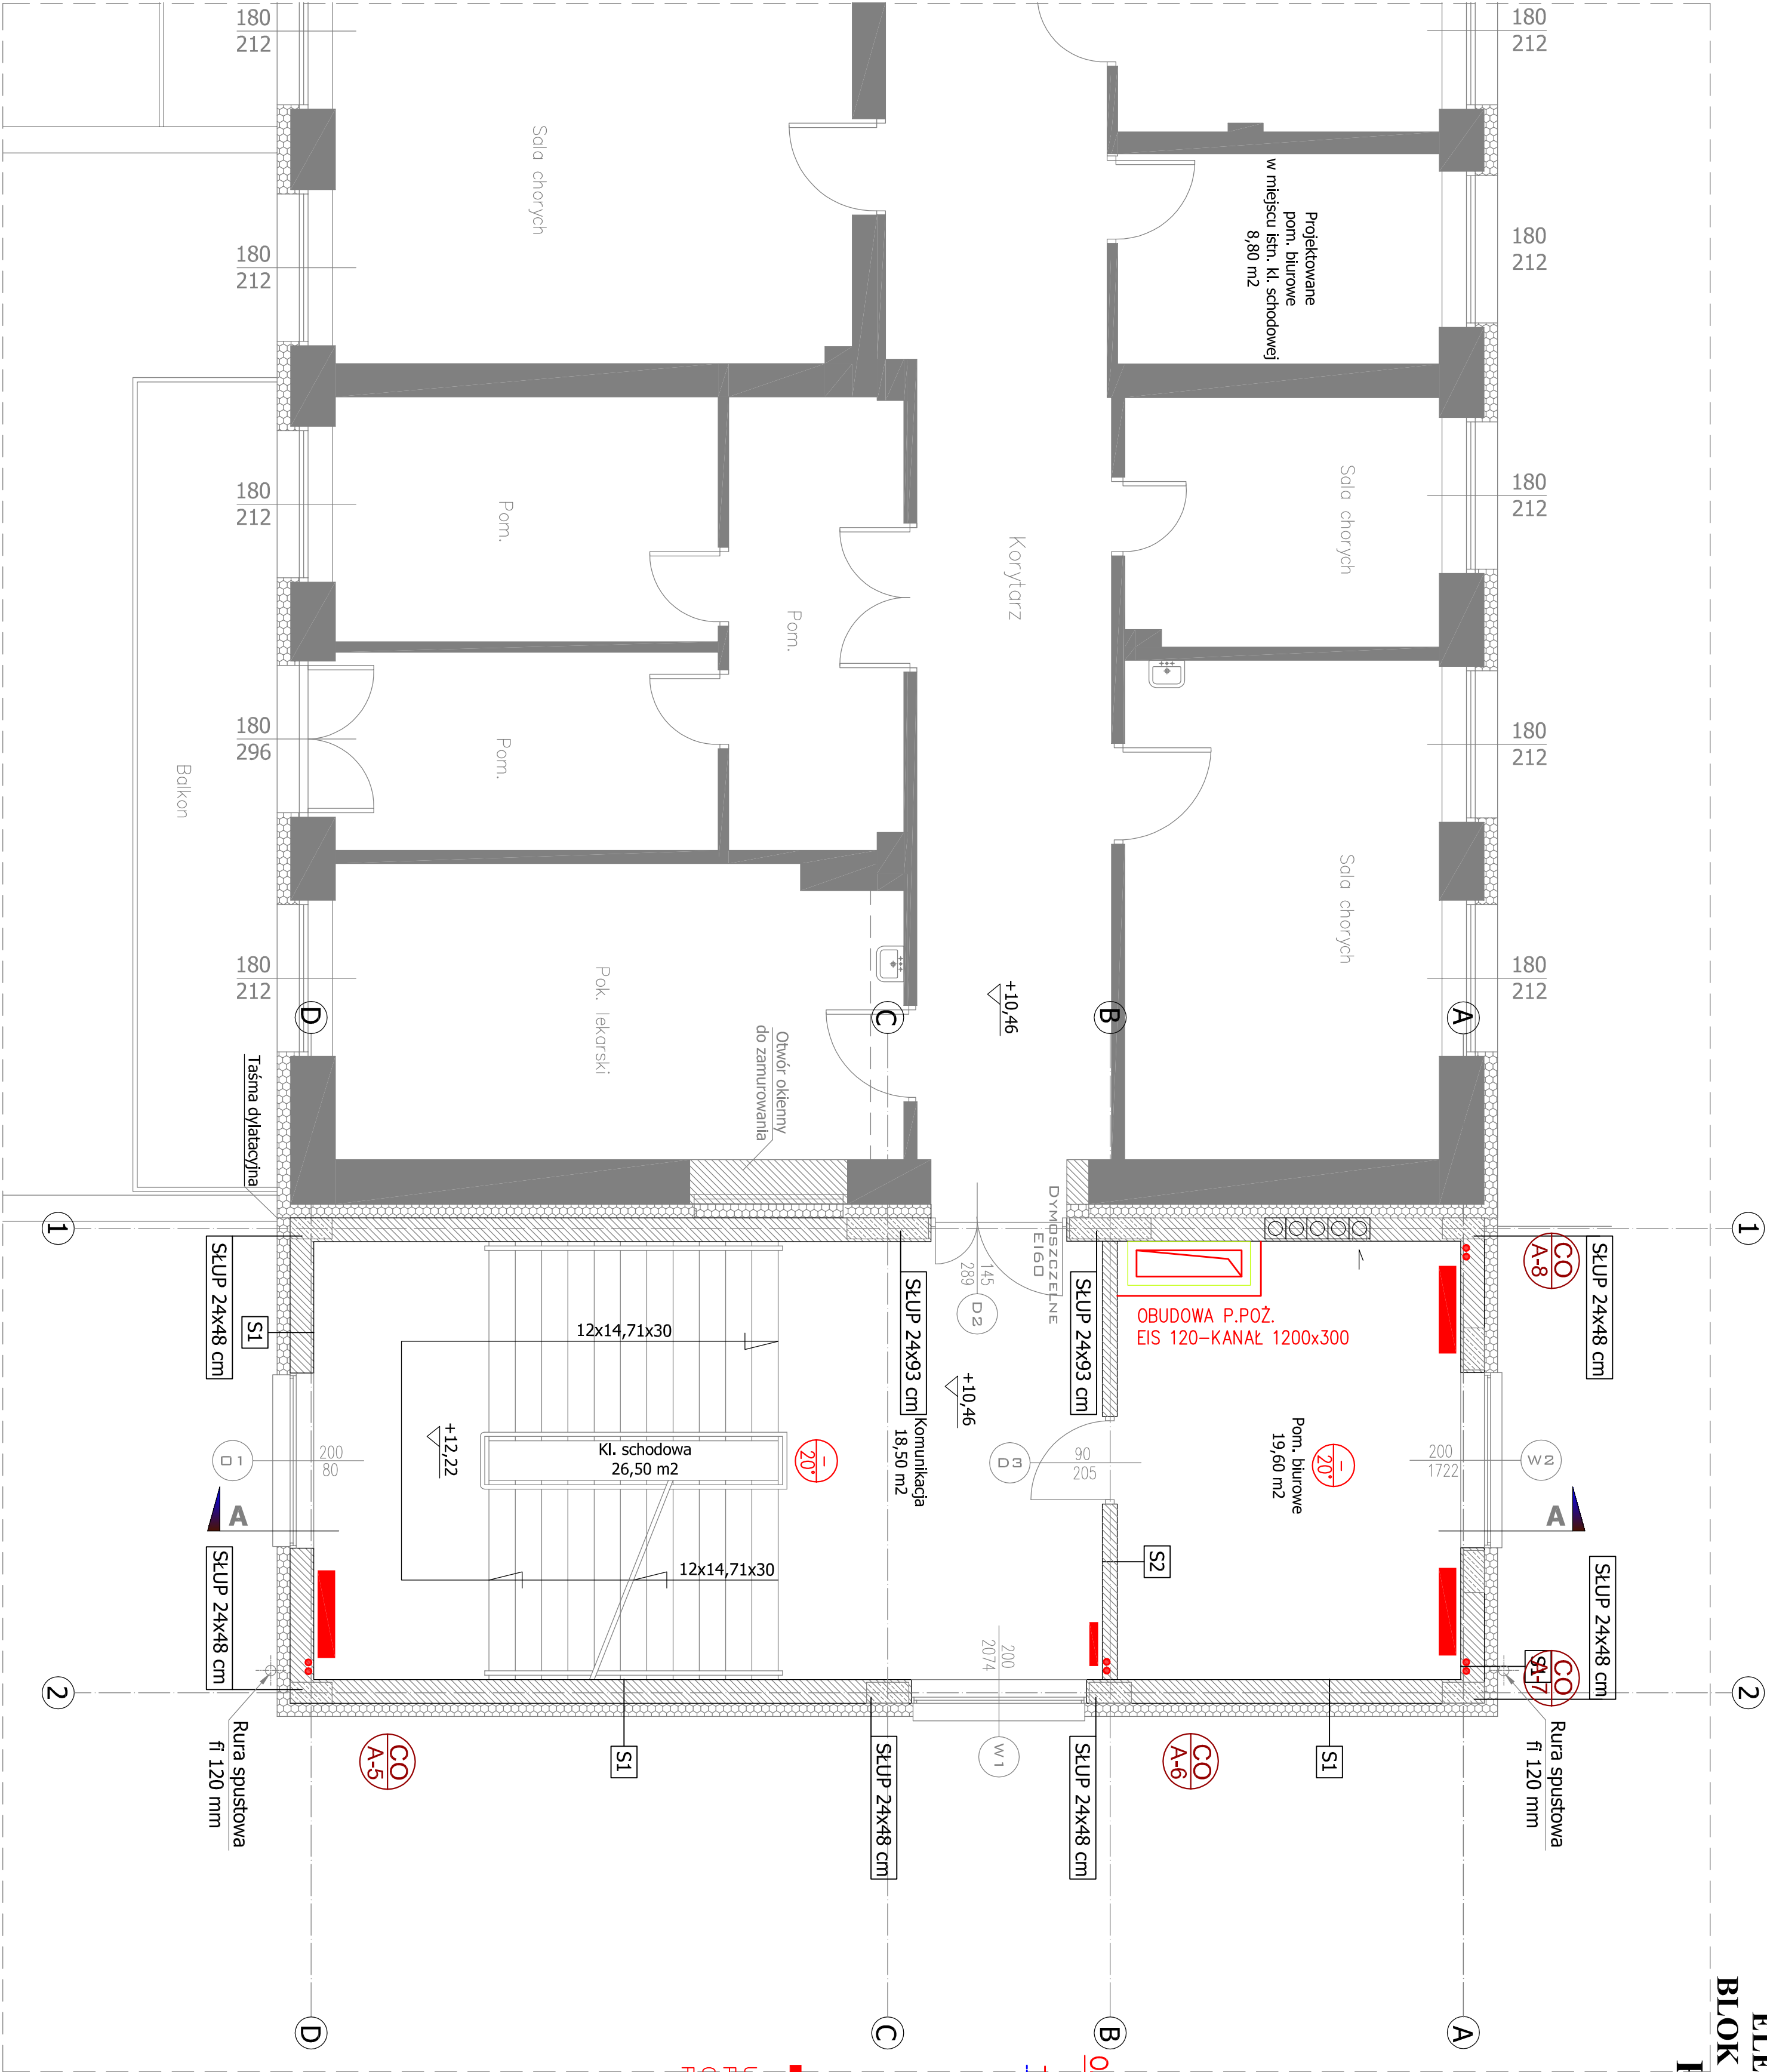 180
212
180
212
180
212
180
212
Sala chorych
Projektowane
pom. biurowe
w miejscu istn. kl. schodowej
8,80 m2
180
212
180
212
Pom.
Pom.
Korytarz
Sala chorych
180
296
180
212
Balkon
Pom.
Sala chorych
180
212
180
212
Pok. lekarski
+10,46
D
C
B
A
Otwór okienny
do zamurowania
Taśma dylatacyjna
DYMOSZCZELNE
EI60
1
1
SŁUP 24x48 cm
S1
12x14,71x30
SŁUP 24x93 cm
145
289
D2
SŁUP 24x93 cm
OBUDOWA P.POŻ.
EIS 120-KANAŁ 1200x300
CO
A-8
SŁUP 24x48 cm
+10,46
+12,22
Kl. schodowa
26,50 m2
-
20°
Komunikacja
18,50 m2
D3
90
205
Pom. biurowe
19,60 m2
-
20°
200
1722
W2
O1
200
80
A
A
SŁUP 24x48 cm
12x14,71x30
S2
200
2074
SŁUP 24x48 cm
S1
CO
A-7
2
2
Rura spustowa
fi 120 mm
CO
A-5
S1
SŁUP 24x48 cm
W1
SŁUP 24x48 cm
CO
A-6
S1
Rura spustowa
fi 120 mm
BLOK
D
C
B
A